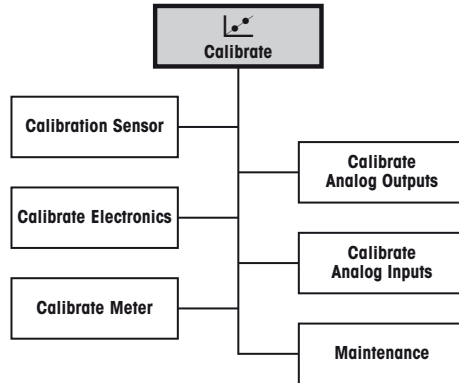 Calibrate
Calibration Sensor
Calibrate
Analog Outputs
Calibrate Electronics
Calibrate
Analog Inputs
Calibrate Meter
Maintenance